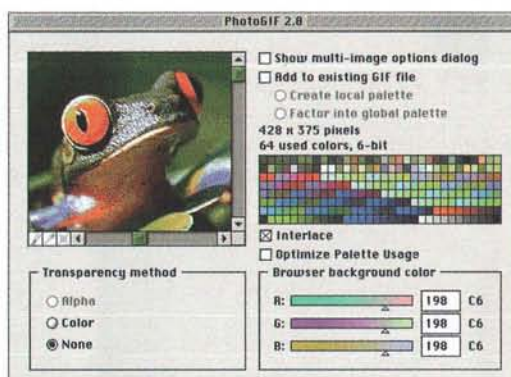 PhotoGIF 2.0
Show multi-image options dialog
Add to existing GIF file
Create local palette
Factor into global palette
428 x 375 pixels
64 used colors, 6-bit
Interlace
Optimize Palette Usage
Transparency method
Alpha
Color
None
Browser background color
R: 198 C6
G: 198 C6
B: 198 C6